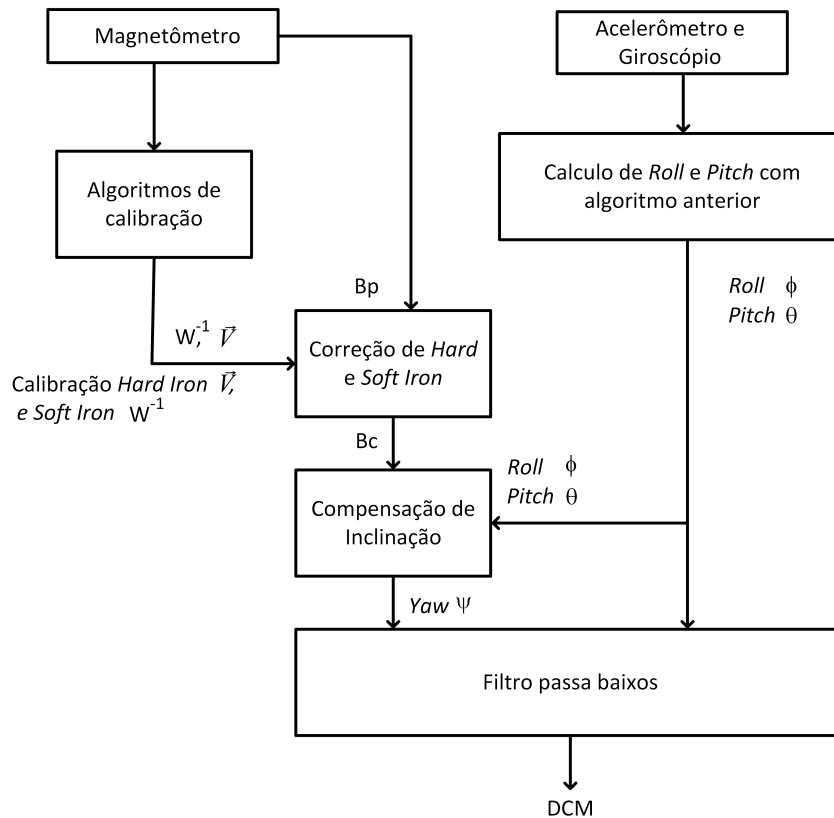 Magnetômetro
Acelerômetro e
Giroscópio
Algoritmos de
calibração
Calculo de Roll e Pitch com
algoritmo anterior
Bp
Roll ϕ
Pitch θ
W⁻¹, V⃗
Correção de Hard
e Soft Iron
Calibração Hard Iron V⃗,
e Soft Iron W⁻¹
Bc
Roll ϕ
Pitch θ
Compensação de
Inclinação
Yaw ψ
Filtro passa baixos
DCM